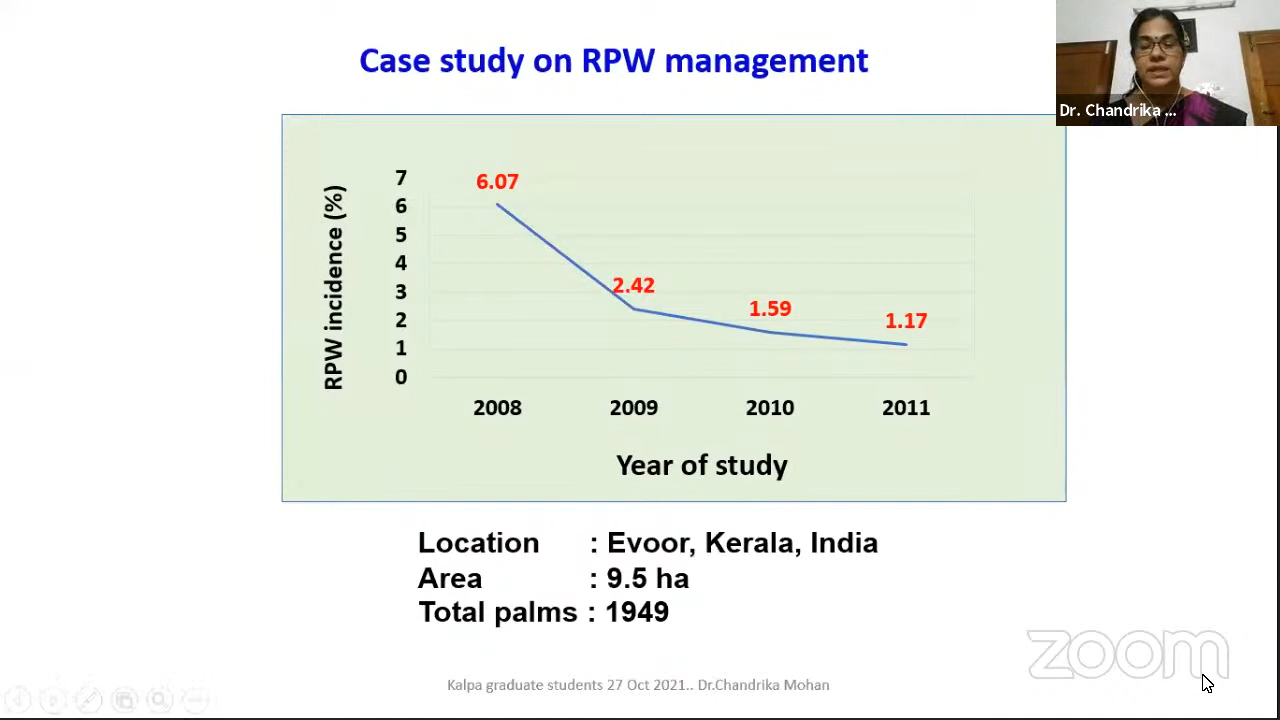 Case study on RPW management
Dr. Chandrika ...
RPW incidence (%)
7
6
5
4
3
2
1
0
6.07
2.42
1.59
1.17
2008 2009 2010 2011
Year of study
Location : Evoor, Kerala, India
Area : 9.5 ha
Total palms : 1949
zoom
Kalpa graduate students 27 Oct 2021.. Dr.Chandrika Mohan